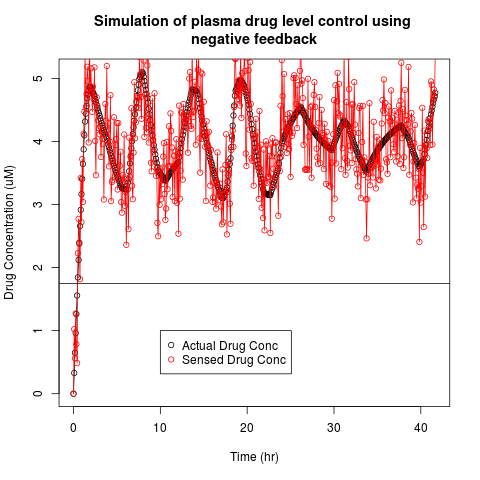 Simulation of plasma drug level control using
negative feedback
Drug Concentration (uM)
5
4
3
2
1
0
Actual Drug Conc
Sensed Drug Conc
0 10 20 30 40
Time (hr)